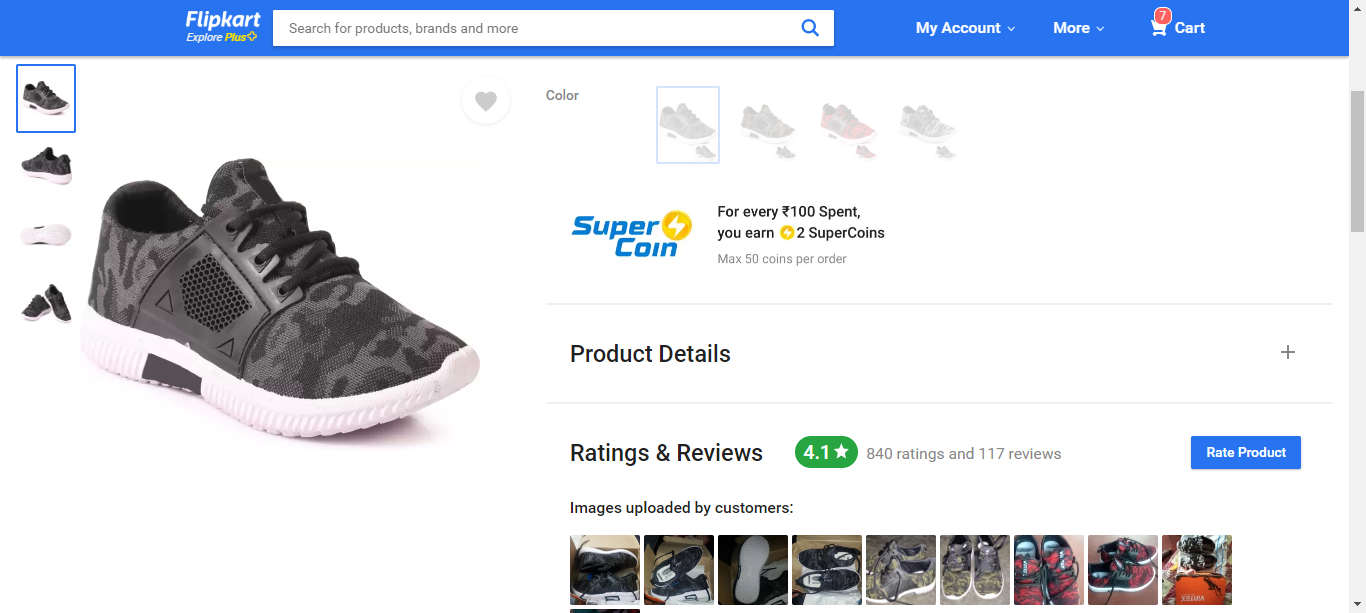 Flipkart
Explore Plus
Search for products, brands and more
My Account
More
7
Cart
Color
Super Coin
For every ₹100 Spent,
you earn 2 SuperCoins
Max 50 coins per order
Product Details
Ratings & Reviews
4.1
840 ratings and 117 reviews
Rate Product
Images uploaded by customers: